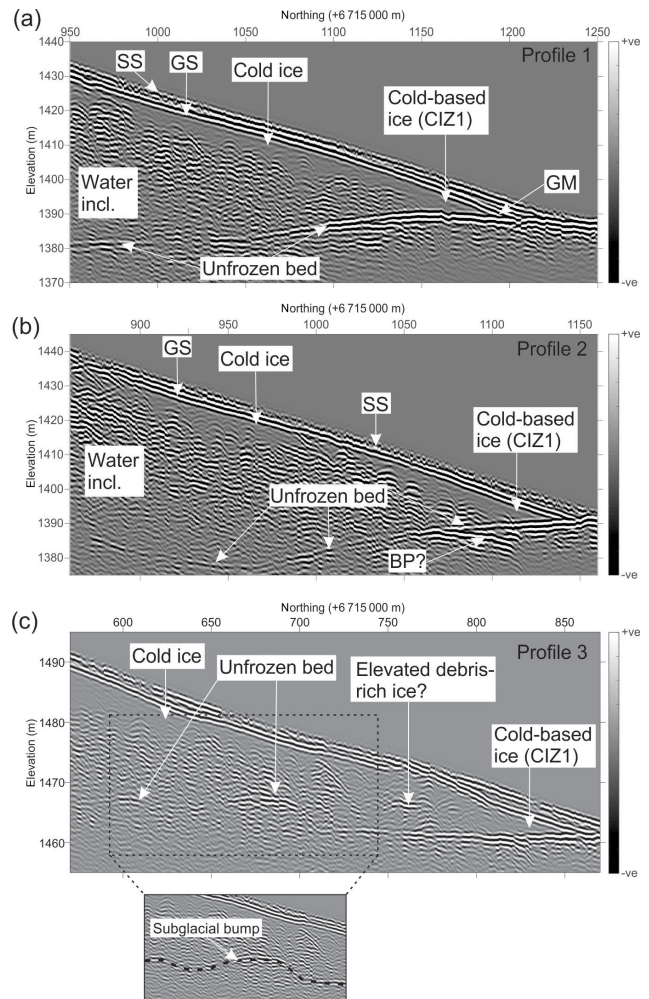 (a)
Northing (+6 715 000 m)
950 1000 1050 1100 1150 1200 1250
Profile 1
+ve
-ve
Elevation (m)
1440
1430
1420
1410
1400
1390
1380
1370
SS
GS
Cold ice
Cold-based
ice (CIZ1)
GM
Water
incl.
Unfrozen bed
(b)
Northing (+6 715 000 m)
900 950 1000 1050 1100 1150
Profile 2
+ve
-ve
Elevation (m)
1440
1430
1420
1410
1400
1390
1380
GS
Cold ice
SS
Cold-based
ice (CIZ1)
Water
incl.
Unfrozen bed
BP?
(c)
Northing (+6 715 000 m)
600 650 700 750 800 850
Profile 3
+ve
-ve
Elevation (m)
1490
1480
1470
1460
Cold ice
Unfrozen bed
Elevated debris-
rich ice?
Cold-based
ice (CIZ1)
Subglacial bump